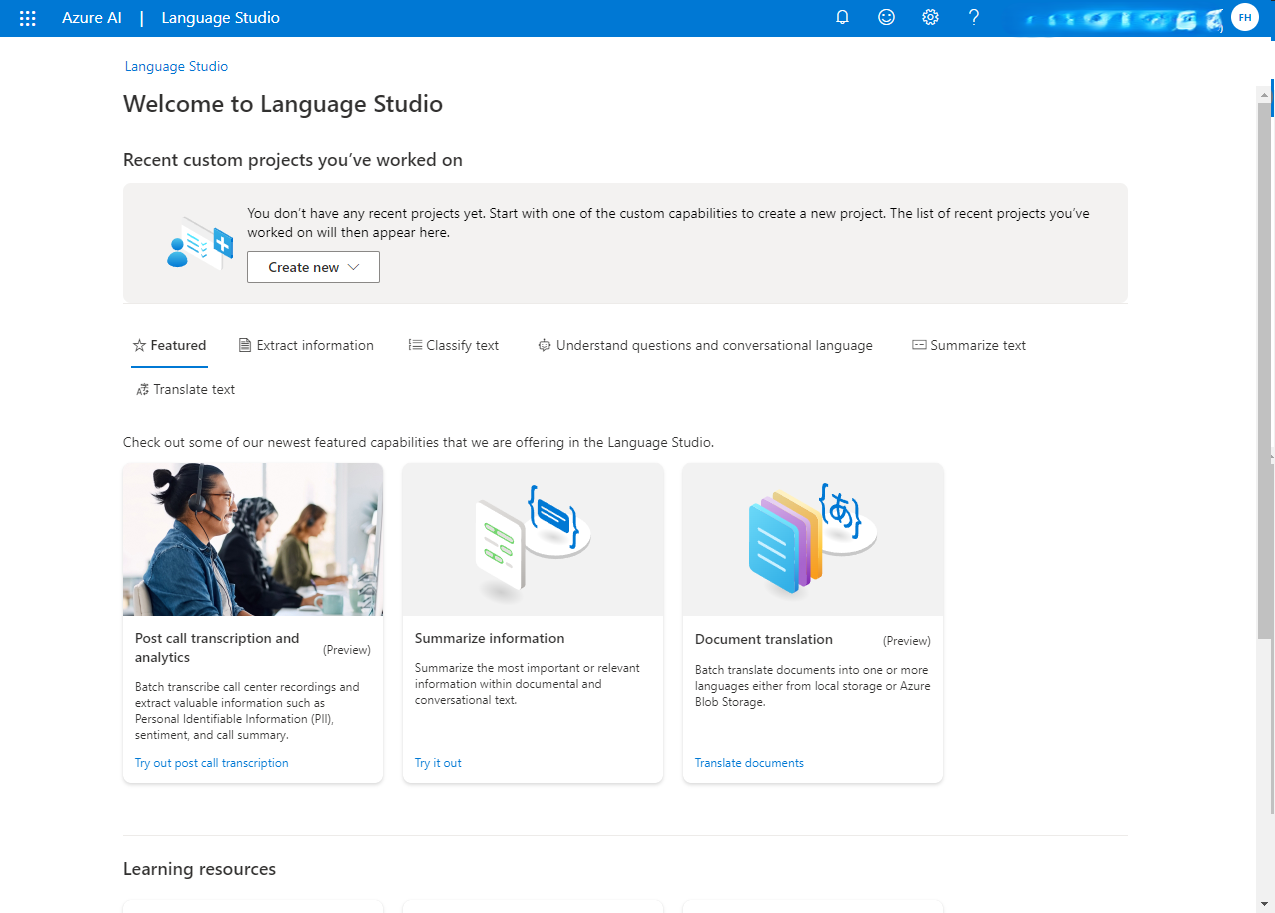 Azure AI | Language Studio
FH
Language Studio
Welcome to Language Studio
Recent custom projects you’ve worked on
You don’t have any recent projects yet. Start with one of the custom capabilities to create a new project. The list of recent projects you’ve
worked on will then appear here.
Create new
Featured
Extract information
Classify text
Understand questions and conversational language
Summarize text
Translate text
Check out some of our newest featured capabilities that we are offering in the Language Studio.
Post call transcription and
analytics
(Preview)
Batch transcribe call center recordings and
extract valuable information such as
Personal Identifiable Information (PII),
sentiment, and call summary.
Try out post call transcription
Summarize information
Summarize the most important or relevant
information within documental and
conversational text.
Try it out
Document translation
(Preview)
Batch translate documents into one or more
languages either from local storage or Azure
Blob Storage.
Translate documents
あ
Learning resources